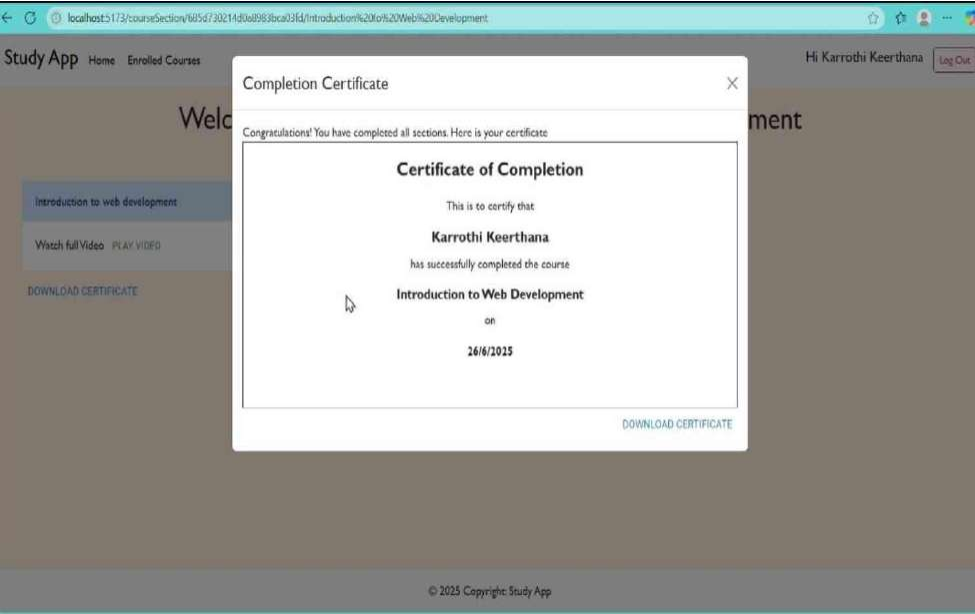 localhost:5173/courseSection/685d730214d0a8983bca03fd/Introduction%20to%20Web%20Development
Study App Home Enrolled Courses
Hi Karrothi Keerthana Log Out
Completion Certificate
Welc ment
Congratulations! You have completed all sections. Here is your certificate
Certificate of Completion
This is to certify that
Introduction to web development
Karrothi Keerthana
Watch full Video PLAY VIDEO
has successfully completed the course
DOWNLOAD CERTIFICATE
Introduction to Web Development
on
26/6/2025
DOWNLOAD CERTIFICATE
© 2025 Copyright: Study App